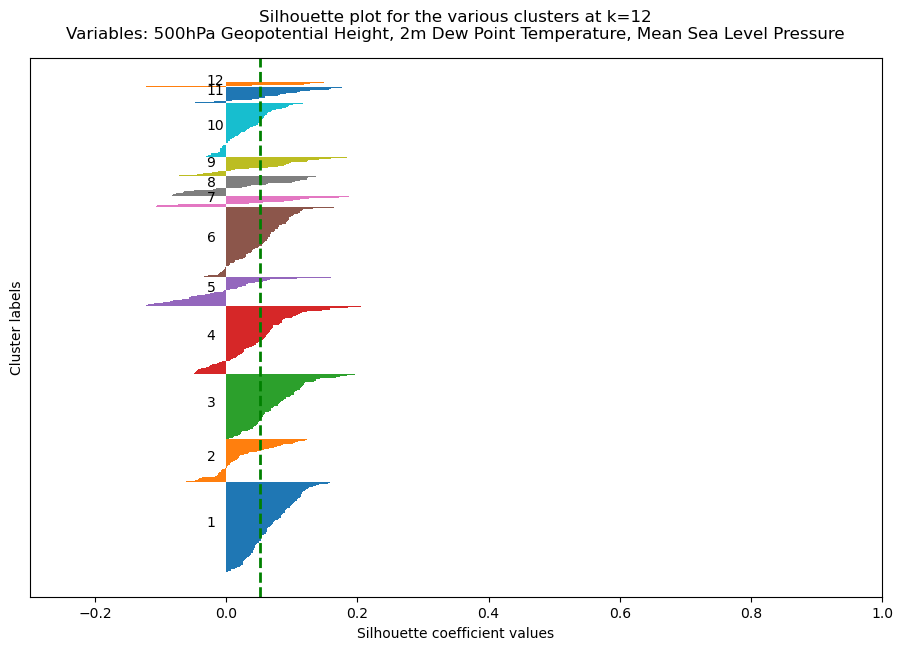 Silhouette plot for the various clusters at k=12
Variables: 500hPa Geopotential Height, 2m Dew Point Temperature, Mean Sea Level Pressure
Cluster labels
12
11
10
9
8
7
6
5
4
3
2
1
−0.2 0.0 0.2 0.4 0.6 0.8 1.0
Silhouette coefficient values